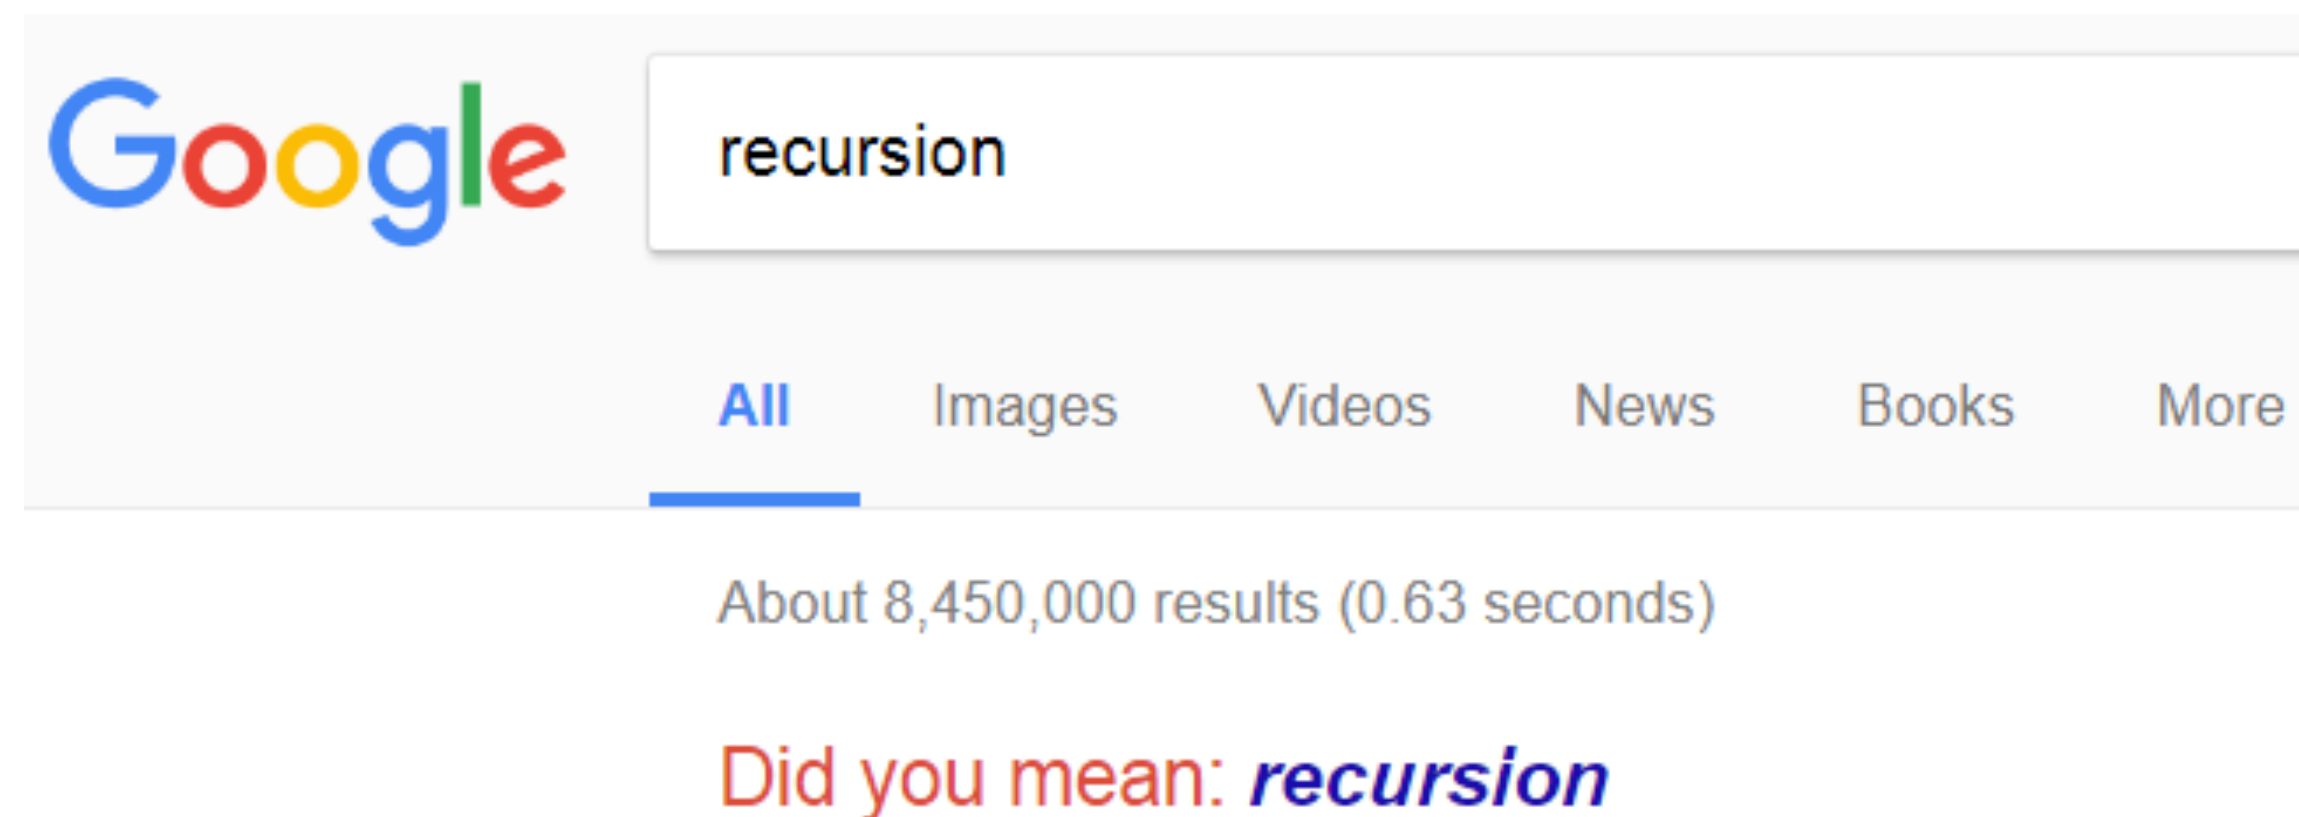 Google recursion
All Images Videos News Books More
About 8,450,000 results (0.63 seconds)
Did you mean: recursion